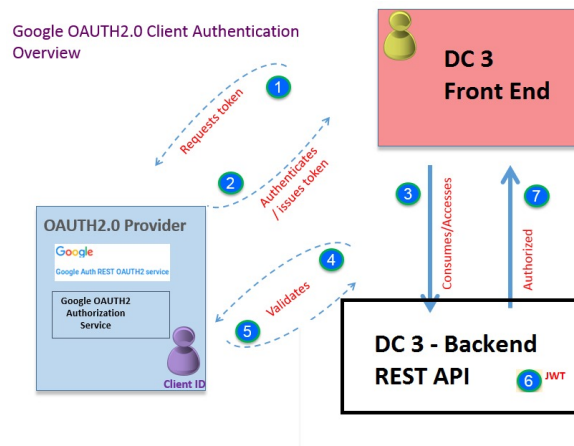 Google OAUTH2.0 Client Authentication
Overview
DC 3
Front End
1
Requests token
2
Authenticates
/ issues token
3
Consumes/Accesses
7
Authorized
OAUTH2.0 Provider
Google
Google Auth REST OAUTH2 service
Google OAUTH2
Authorization
Service
Client ID
4
Validates
5
DC 3 - Backend
REST API
6
JWT